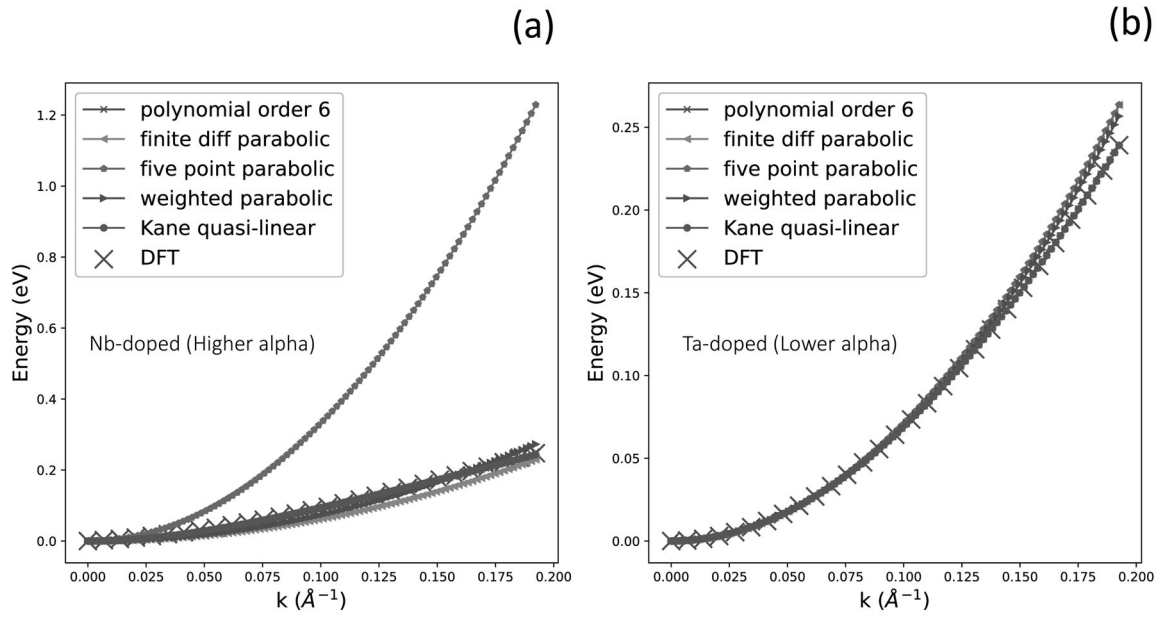 (a)
polynomial order 6
finite diff parabolic
five point parabolic
weighted parabolic
Kane quasi-linear
DFT
Nb-doped (Higher alpha)
Energy (eV)
1.2
1.0
0.8
0.6
0.4
0.2
0.0
0.000 0.025 0.050 0.075 0.100 0.125 0.150 0.175 0.200
k (Å⁻¹)
(b)
polynomial order 6
finite diff parabolic
five point parabolic
weighted parabolic
Kane quasi-linear
DFT
Ta-doped (Lower alpha)
Energy (eV)
0.25
0.20
0.15
0.10
0.05
0.00
0.000 0.025 0.050 0.075 0.100 0.125 0.150 0.175 0.200
k (Å⁻¹)